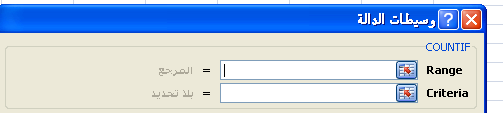 وسيطات الدالة
COUNTIF
Range = المرجع
Criteria = بلا تحديد